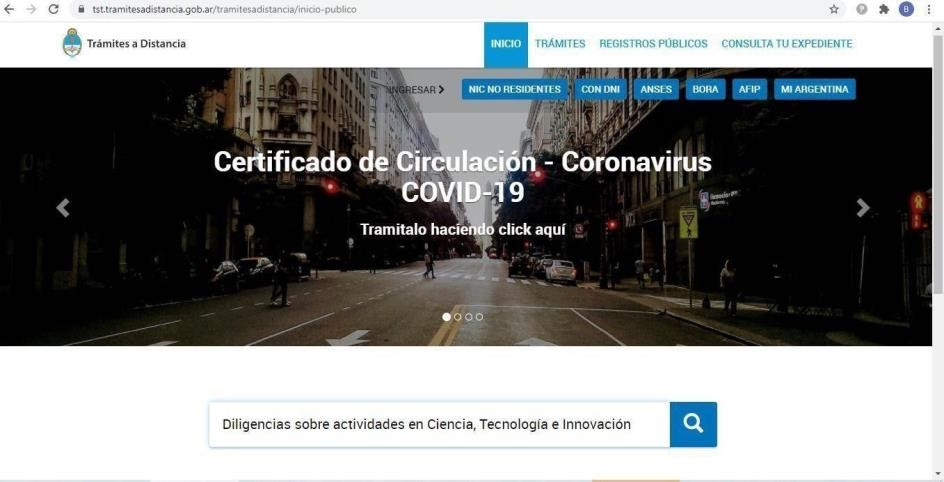 tst.tramitesadistancia.gob.ar/tramitesadistancia/inicio-publico
B
Trámites a Distancia
INICIO TRÁMITES REGISTROS PÚBLICOS CONSULTA TU EXPEDIENTE
INGRESAR NIC NO RESIDENTES CON DNI ANSES BORA AFIP MI ARGENTINA
Certificado de Circulación - Coronavirus
COVID-19
Tramitalo haciendo click aquí
Diligencias sobre actividades en Ciencia, Tecnología e Innovación